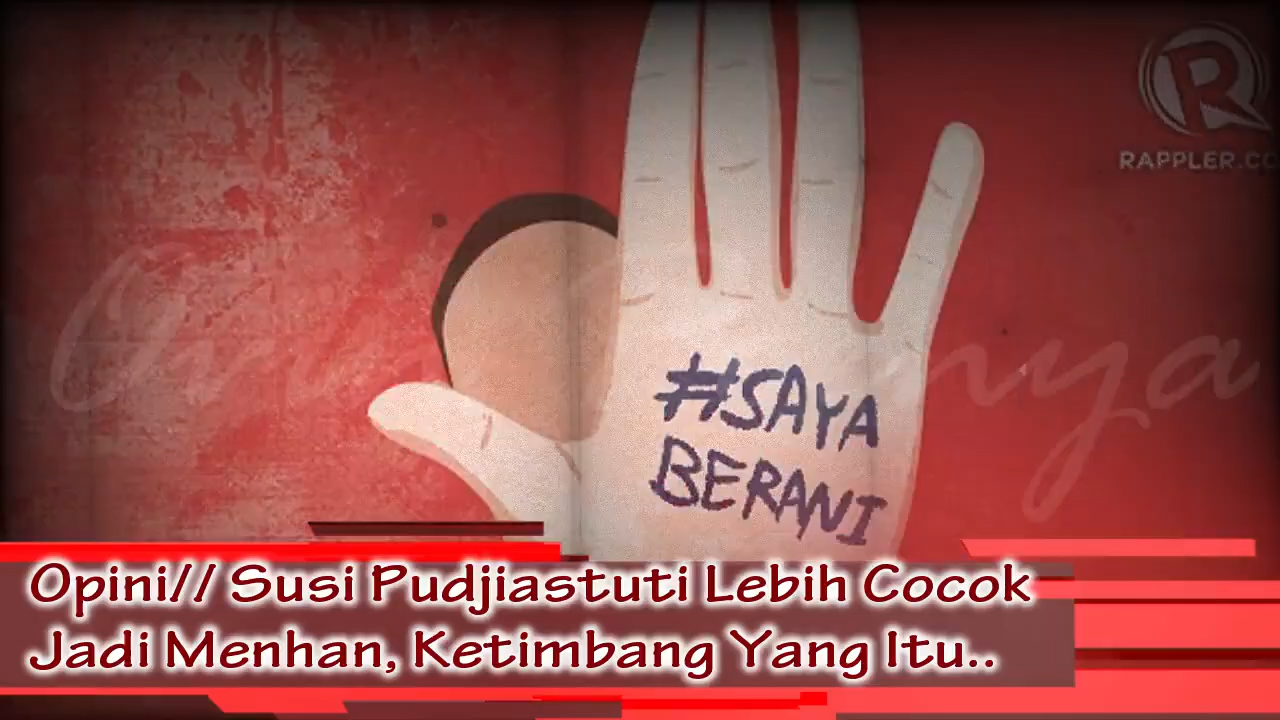 RAPPLER.CO
#SAYA
BERANI
Opini// Susi Pudjiastuti Lebih Cocok
Jadi Menhan, Ketimbang Yang Itu..